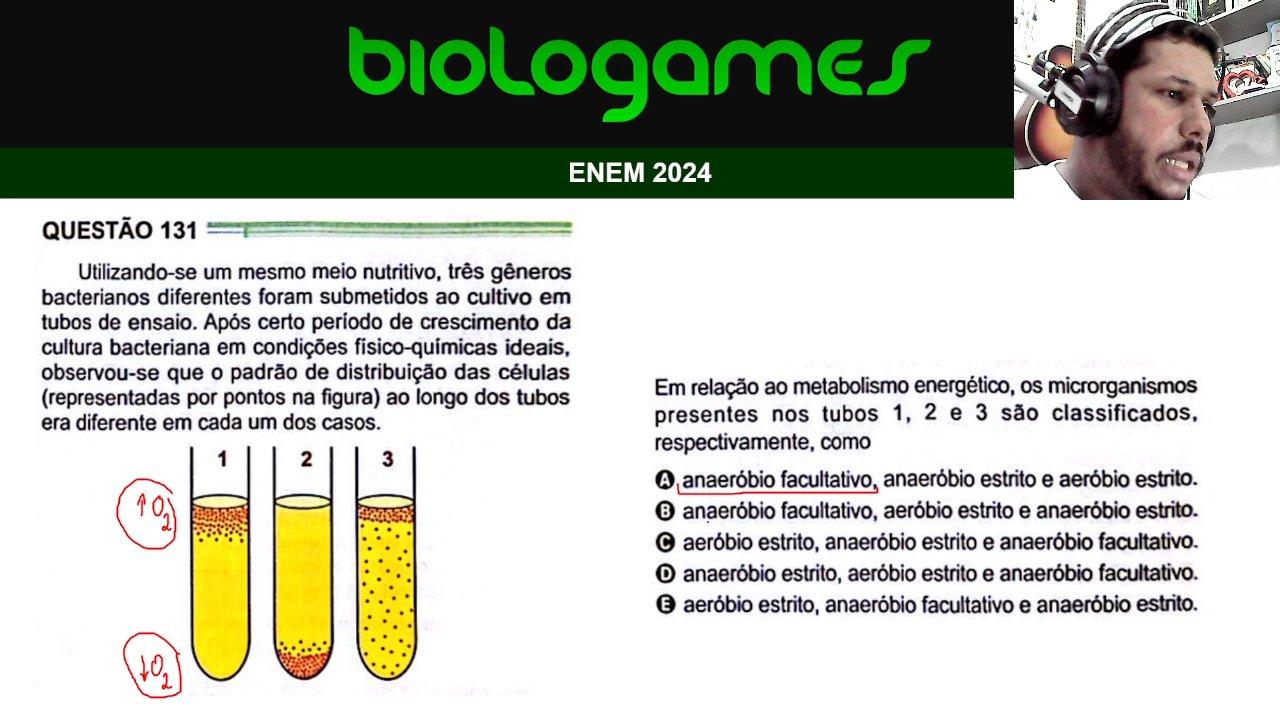 biologames
ENEM 2024
QUESTÃO 131
Utilizando-se um mesmo meio nutritivo, três gêneros
bacterianos diferentes foram submetidos ao cultivo em
tubos de ensaio. Após certo período de crescimento da
cultura bacteriana em condições físico-químicas ideais,
observou-se que o padrão de distribuição das células
(representadas por pontos na figura) ao longo dos tubos
era diferente em cada um dos casos.
1 2 3
↑O2
↓O2
Em relação ao metabolismo energético, os microrganismos
presentes nos tubos 1, 2 e 3 são classificados,
respectivamente, como
A anaeróbio facultativo, anaeróbio estrito e aeróbio estrito.
B anaeróbio facultativo, aeróbio estrito e anaeróbio estrito.
C aeróbio estrito, anaeróbio estrito e anaeróbio facultativo.
D anaeróbio estrito, aeróbio estrito e anaeróbio facultativo.
E aeróbio estrito, anaeróbio facultativo e anaeróbio estrito.